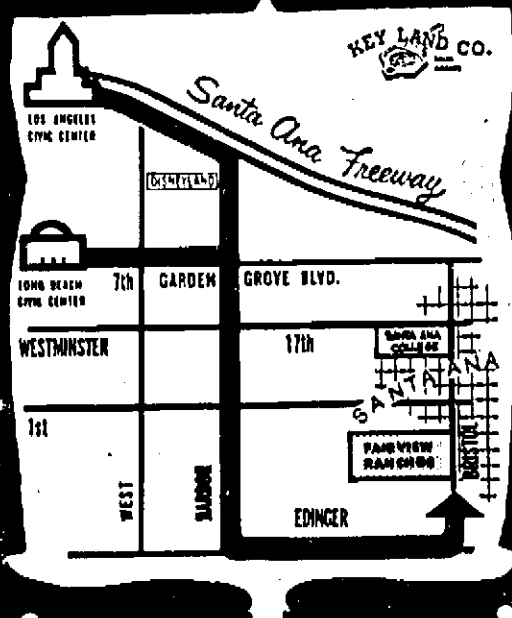 KEY LAND CO.
LOS ANGELES
CIVIC CENTER
Santa Ana Freeway
DISNEYLAND
LONG BEACH
CIVIC CENTER
7th GARDEN GROVE BLVD.
WESTMINSTER 17th
SANTA ANA
COLLEGE
SANTA ANA
1st
FAIRVIEW
RANCHOS
BRISTOL
WEST
HARBOR
EDINGER